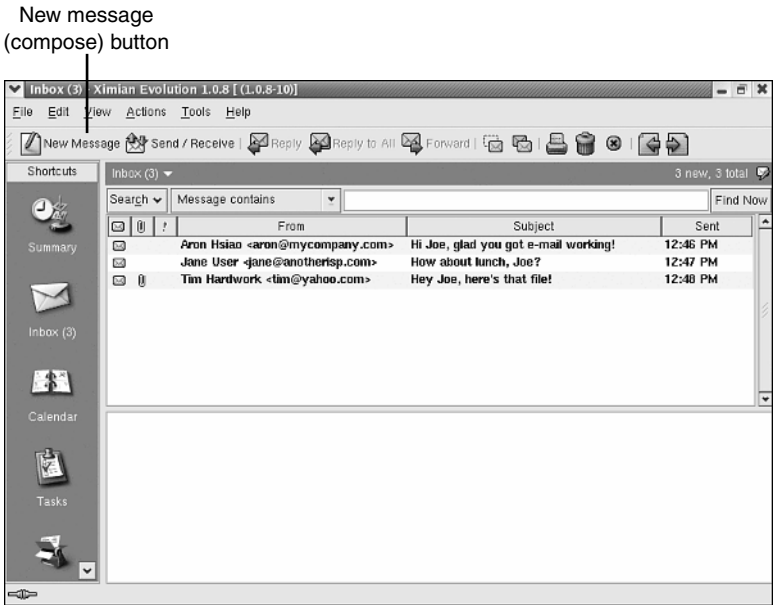 New message
(compose) button
Inbox (3) - Ximian Evolution 1.0.8 [ (1.0.8-10)]
File Edit View Actions Tools Help
New Message Send / Receive Reply Reply to All Forward
Shortcuts
Inbox (3) 3 new, 3 total
Search Message contains Find Now
! From Subject Sent
Aron Hsiao <aron@mycompany.com> Hi Joe, glad you got e-mail working! 12:46 PM
Jane User <jane@anotherisp.com> How about lunch, Joe? 12:47 PM
Tim Hardwork <tim@yahoo.com> Hey Joe, here's that file! 12:48 PM
Summary
Inbox (3)
Calendar
Tasks